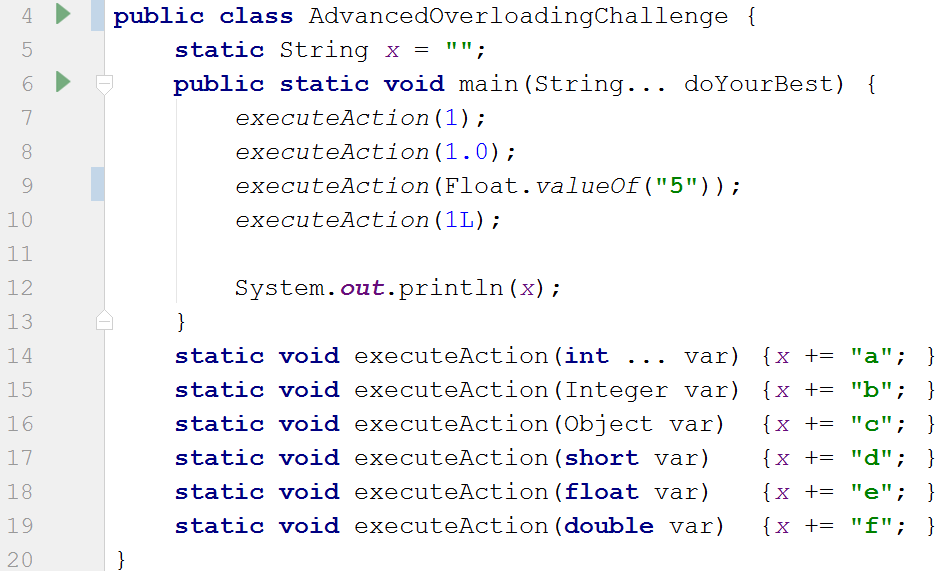 4 public class AdvancedOverloadingChallenge {
5 static String x = "";
6 public static void main(String... doYourBest) {
7 executeAction(1);
8 executeAction(1.0);
9 executeAction(Float.valueOf("5"));
10 executeAction(1L);
11
12 System.out.println(x);
13 }
14 static void executeAction(int ... var) {x += "a"; }
15 static void executeAction(Integer var) {x += "b"; }
16 static void executeAction(Object var)  {x += "c"; }
17 static void executeAction(short var)   {x += "d"; }
18 static void executeAction(float var)   {x += "e"; }
19 static void executeAction(double var)  {x += "f"; }
20 }